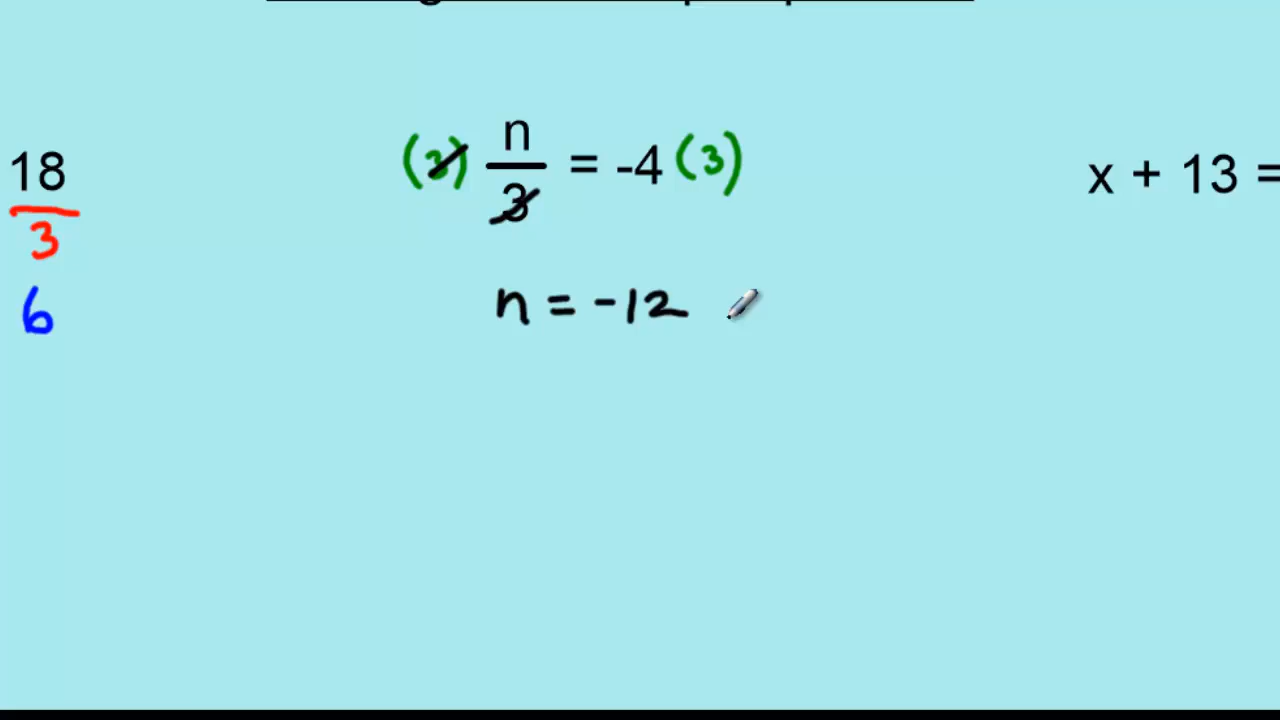 18
3
6
(3) n = -4 (3)
3
n = -12
x + 13 =